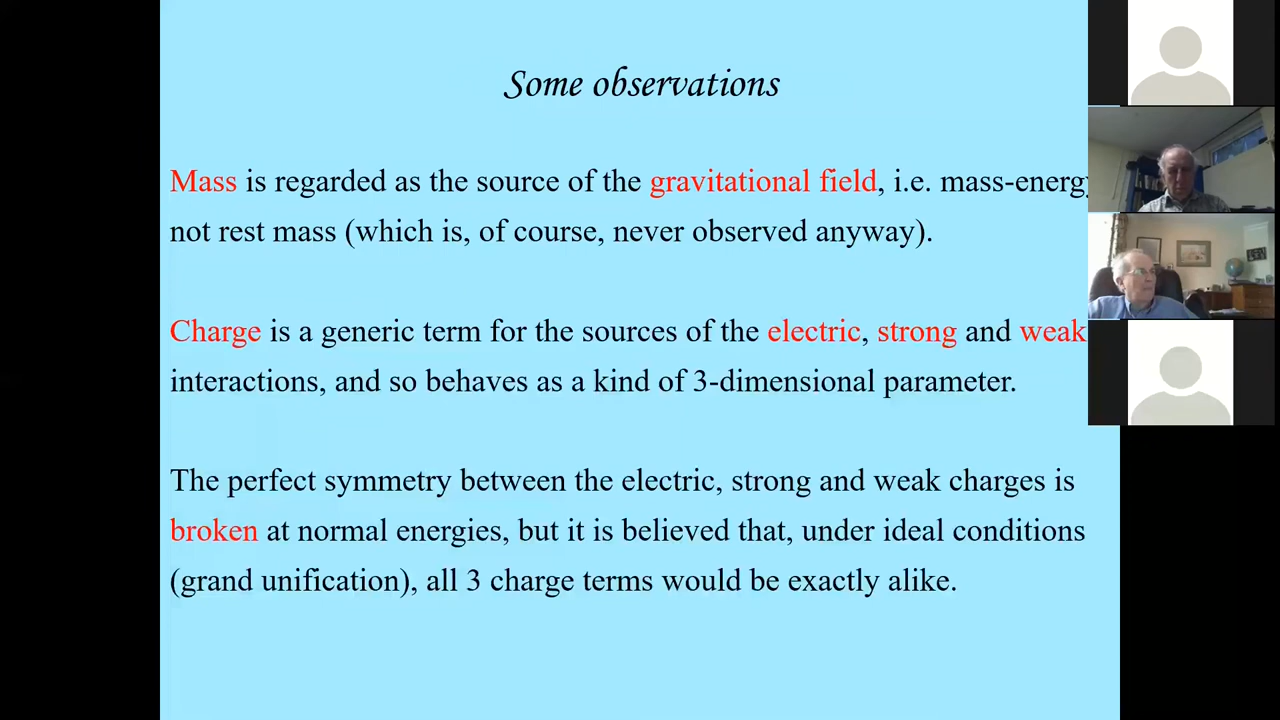 Some observations
Mass is regarded as the source of the gravitational field, i.e. mass-energy
not rest mass (which is, of course, never observed anyway).
Charge is a generic term for the sources of the electric, strong and weak
interactions, and so behaves as a kind of 3-dimensional parameter.
The perfect symmetry between the electric, strong and weak charges is
broken at normal energies, but it is believed that, under ideal conditions
(grand unification), all 3 charge terms would be exactly alike.